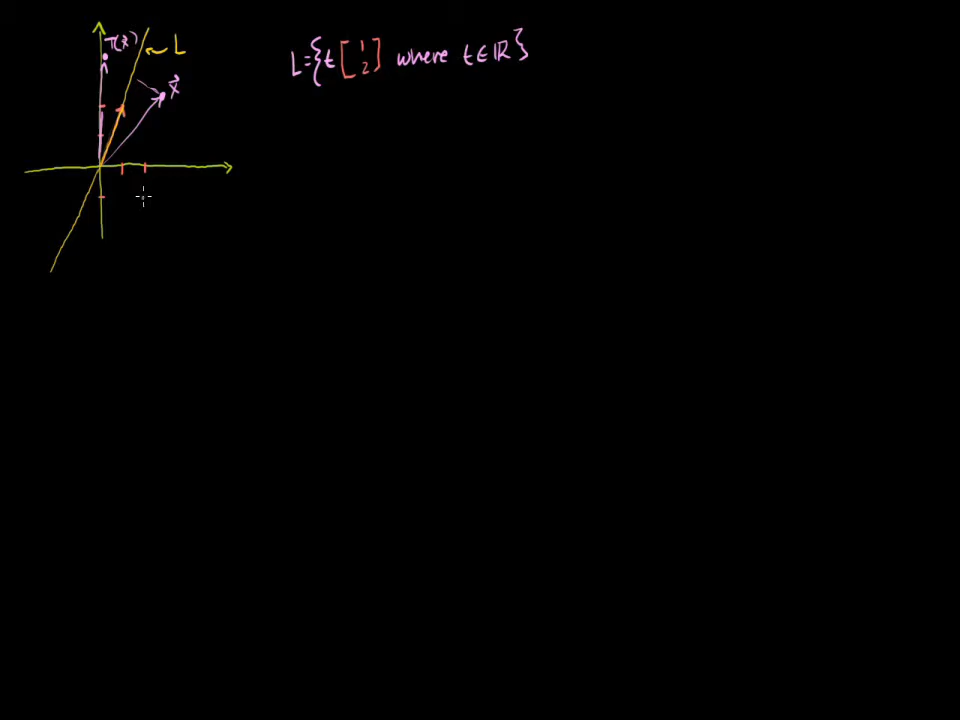 T(x⃗)
L
x⃗
L={t [1 2] where t∈ℝ}